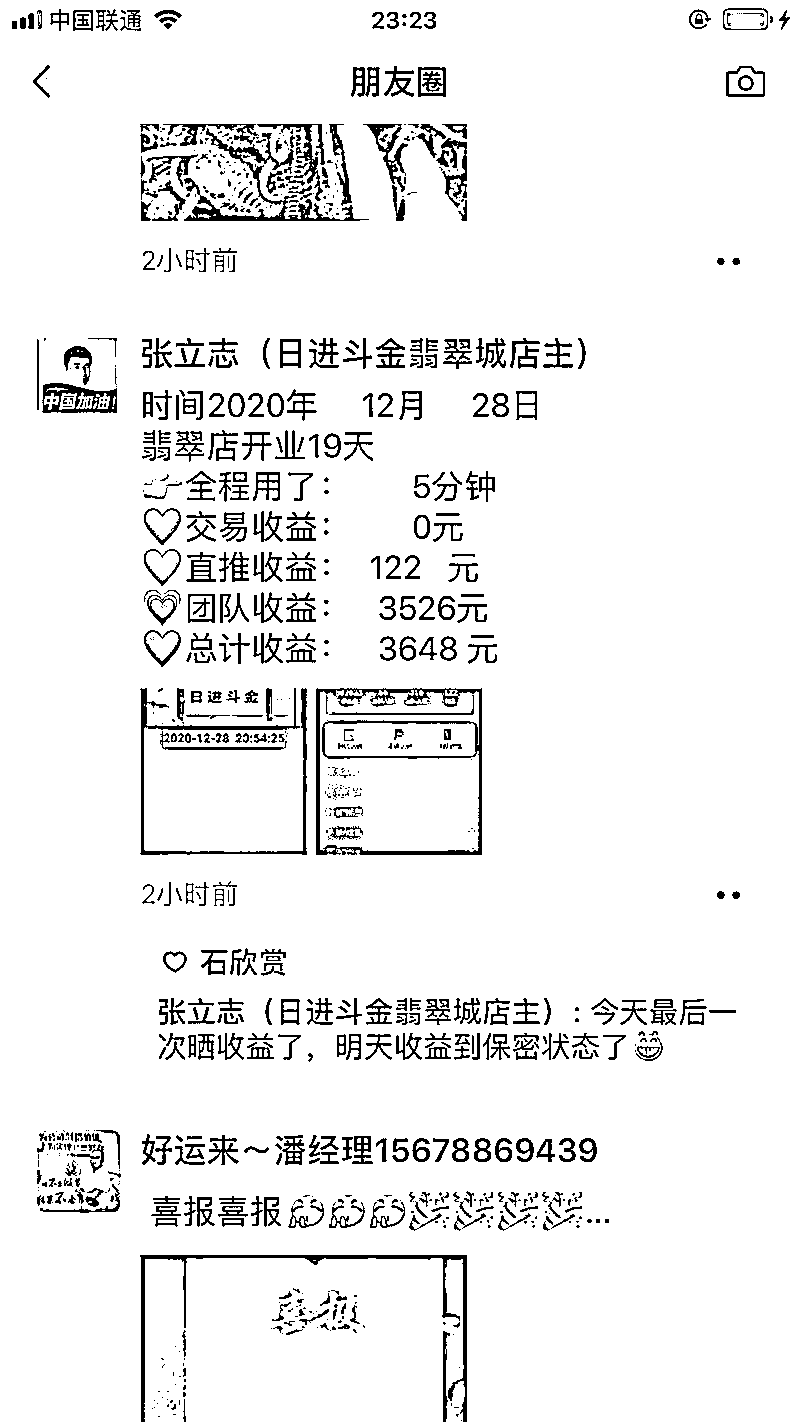 中国联通
23:23
朋友圈
2小时前
张立志（日进斗金翡翠城店主）
中国加油!
时间2020年 12月 28日
翡翠店开业19天
👉全程用了： 5分钟
♡交易收益： 0元
♡直推收益： 122 元
💗团队收益： 3526元
♡总计收益： 3648 元
日进斗金
2020-12-28 20:54:25
2小时前
♡ 石欣赏
张立志（日进斗金翡翠城店主）: 今天最后一
次晒收益了，明天收益到保密状态了😁
好运来～潘经理15678869439
喜报喜报🧧🧧🧧🎉🎉🎉🎉...
喜报